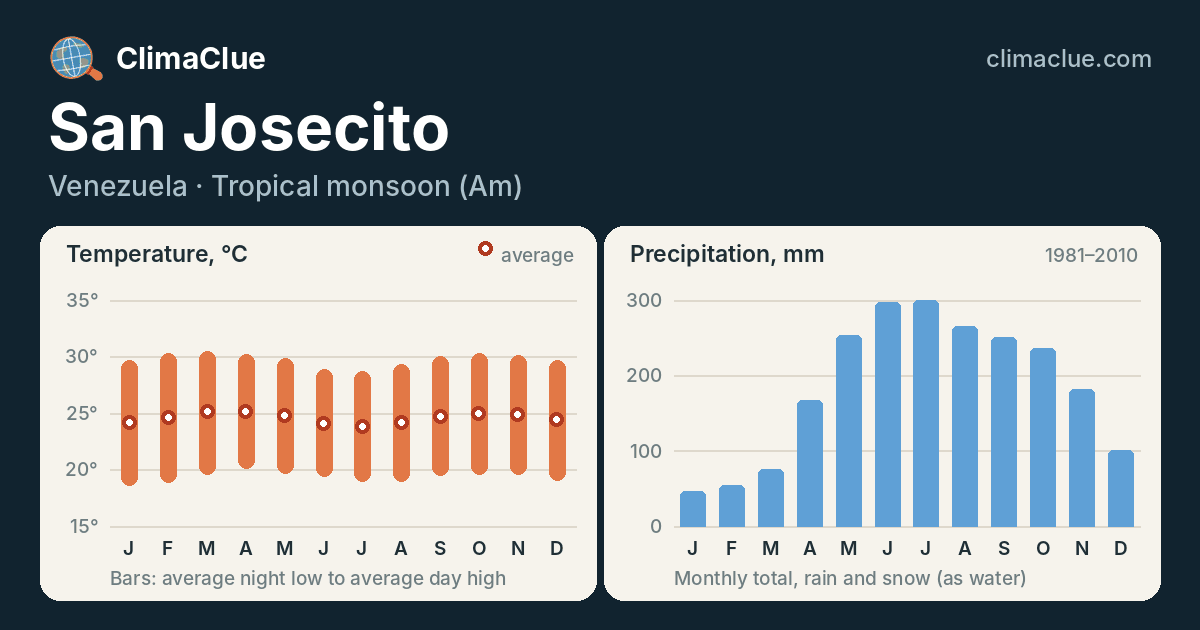 ClimaClue
climaclue.com
San Josecito
Venezuela · Tropical monsoon (Am)
Temperature, °C
average
35°
30°
25°
20°
15°
J F M A M J J A S O N D
Bars: average night low to average day high
Precipitation, mm
1981–2010
300
200
100
0
J F M A M J J A S O N D
Monthly total, rain and snow (as water)